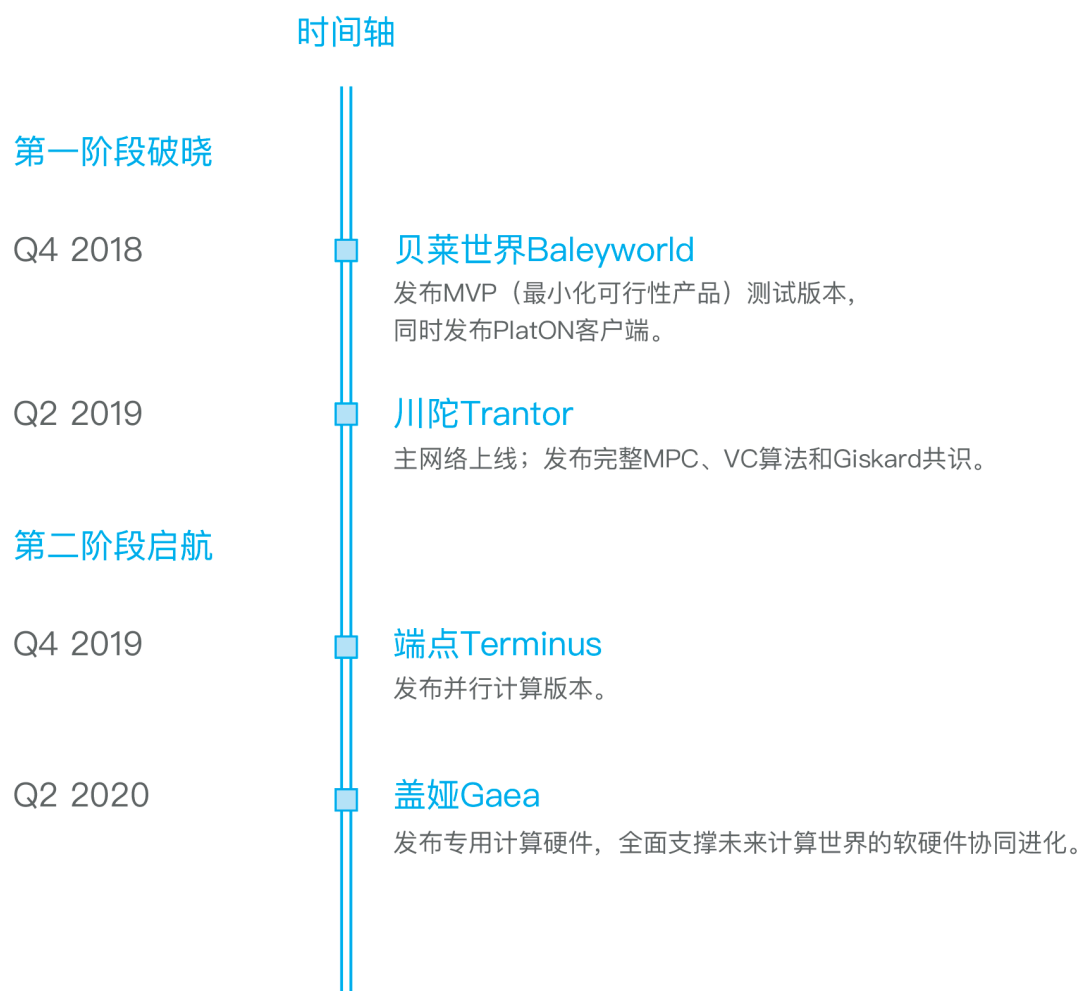 时间轴
第一阶段破晓
Q4 2018
贝莱世界Baleyworld
发布MVP（最小化可行性产品）测试版本，
同时发布PlatON客户端。
Q2 2019
川陀Trantor
主网络上线；发布完整MPC、VC算法和Giskard共识。
第二阶段启航
Q4 2019
端点Terminus
发布并行计算版本。
Q2 2020
盖娅Gaea
发布专用计算硬件，全面支撑未来计算世界的软硬件协同进化。